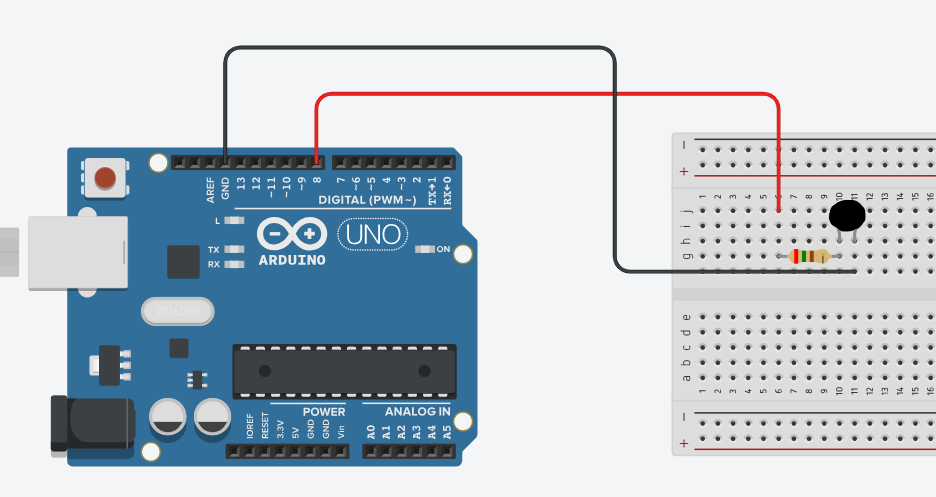 AREF
GND
13
12
~11
~10
~9
8
7
~6
~5
4
~3
2
TX→1
RX←0
DIGITAL (PWM~)
L
TX
RX
UNO
ARDUINO
ON
POWER
ANALOG IN
IOREF
RESET
3.3V
5V
GND
GND
Vin
A0
A1
A2
A3
A4
A5
− 
+
1 2 3 4 5 6 7 8 9 10 11 12 13 14 15 16
j
i
h
g
e
d
c
b
a
1 2 3 4 5 6 7 8 9 10 11 12 13 14 15 16
−
+